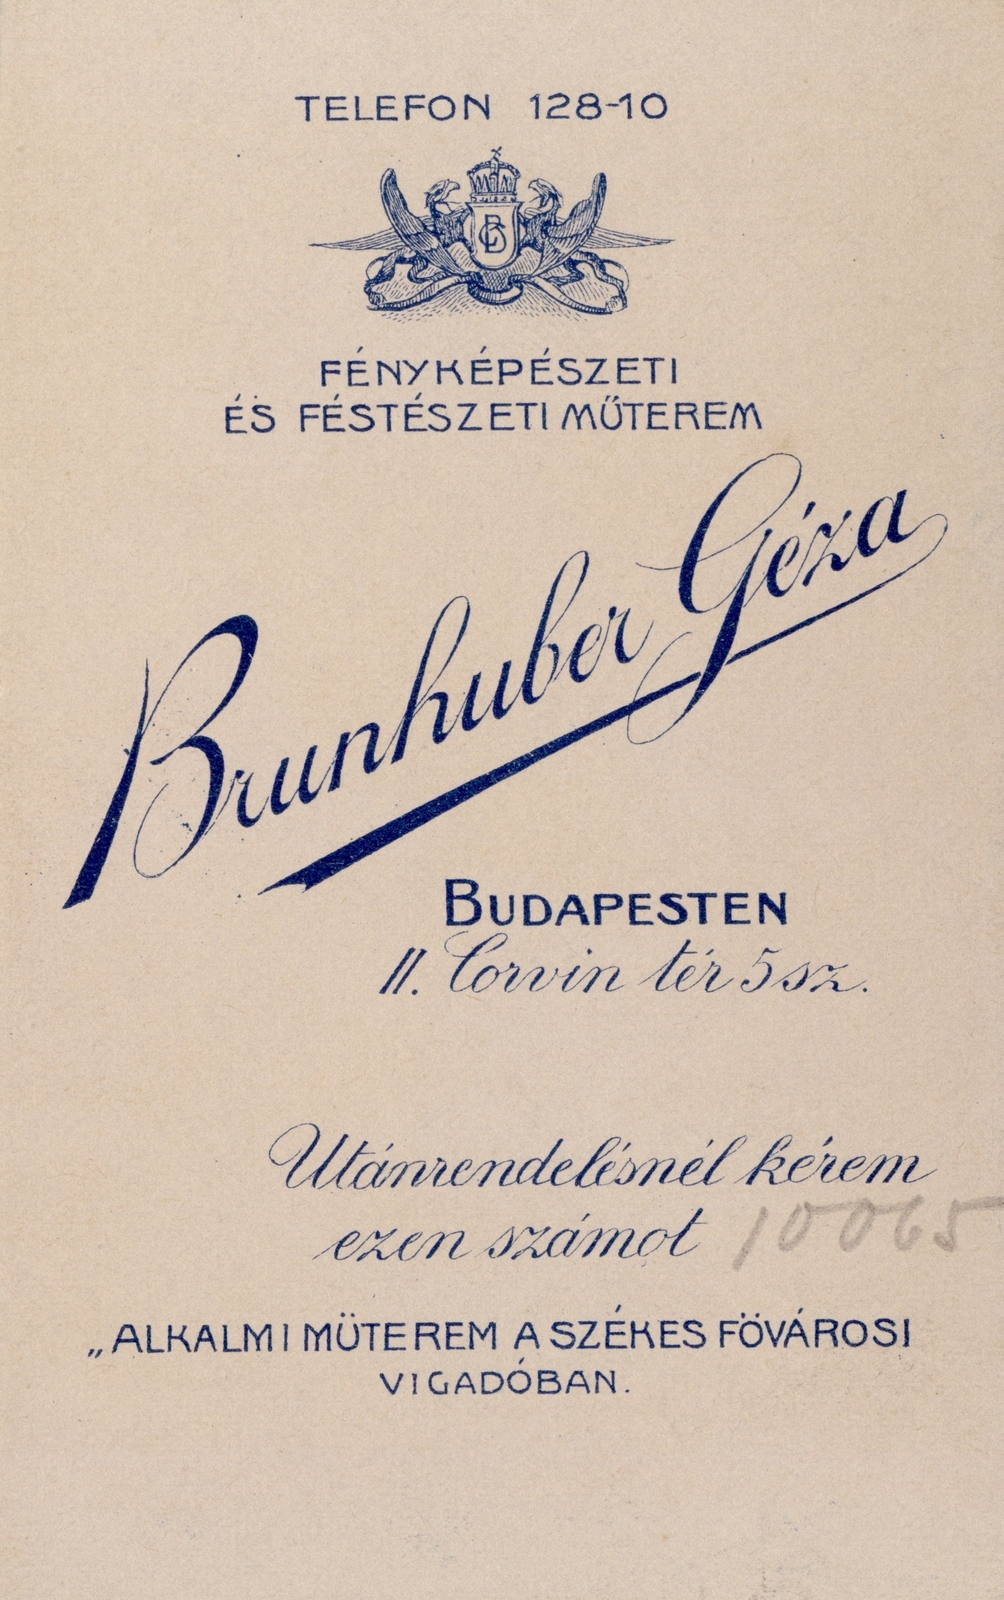 TELEFON 128-10
FÉNYKÉPÉSZETI
ÉS FÉSTÉSZETI MŰTEREM
Brunhuber Géza
BUDAPESTEN
II. Corvin tér 5 sz.
Utánrendelésnél kérem
ezen számot 10065
„ALKALMI MÜTEREM A SZÉKES FÖVÁROSI
VIGADÓBAN.